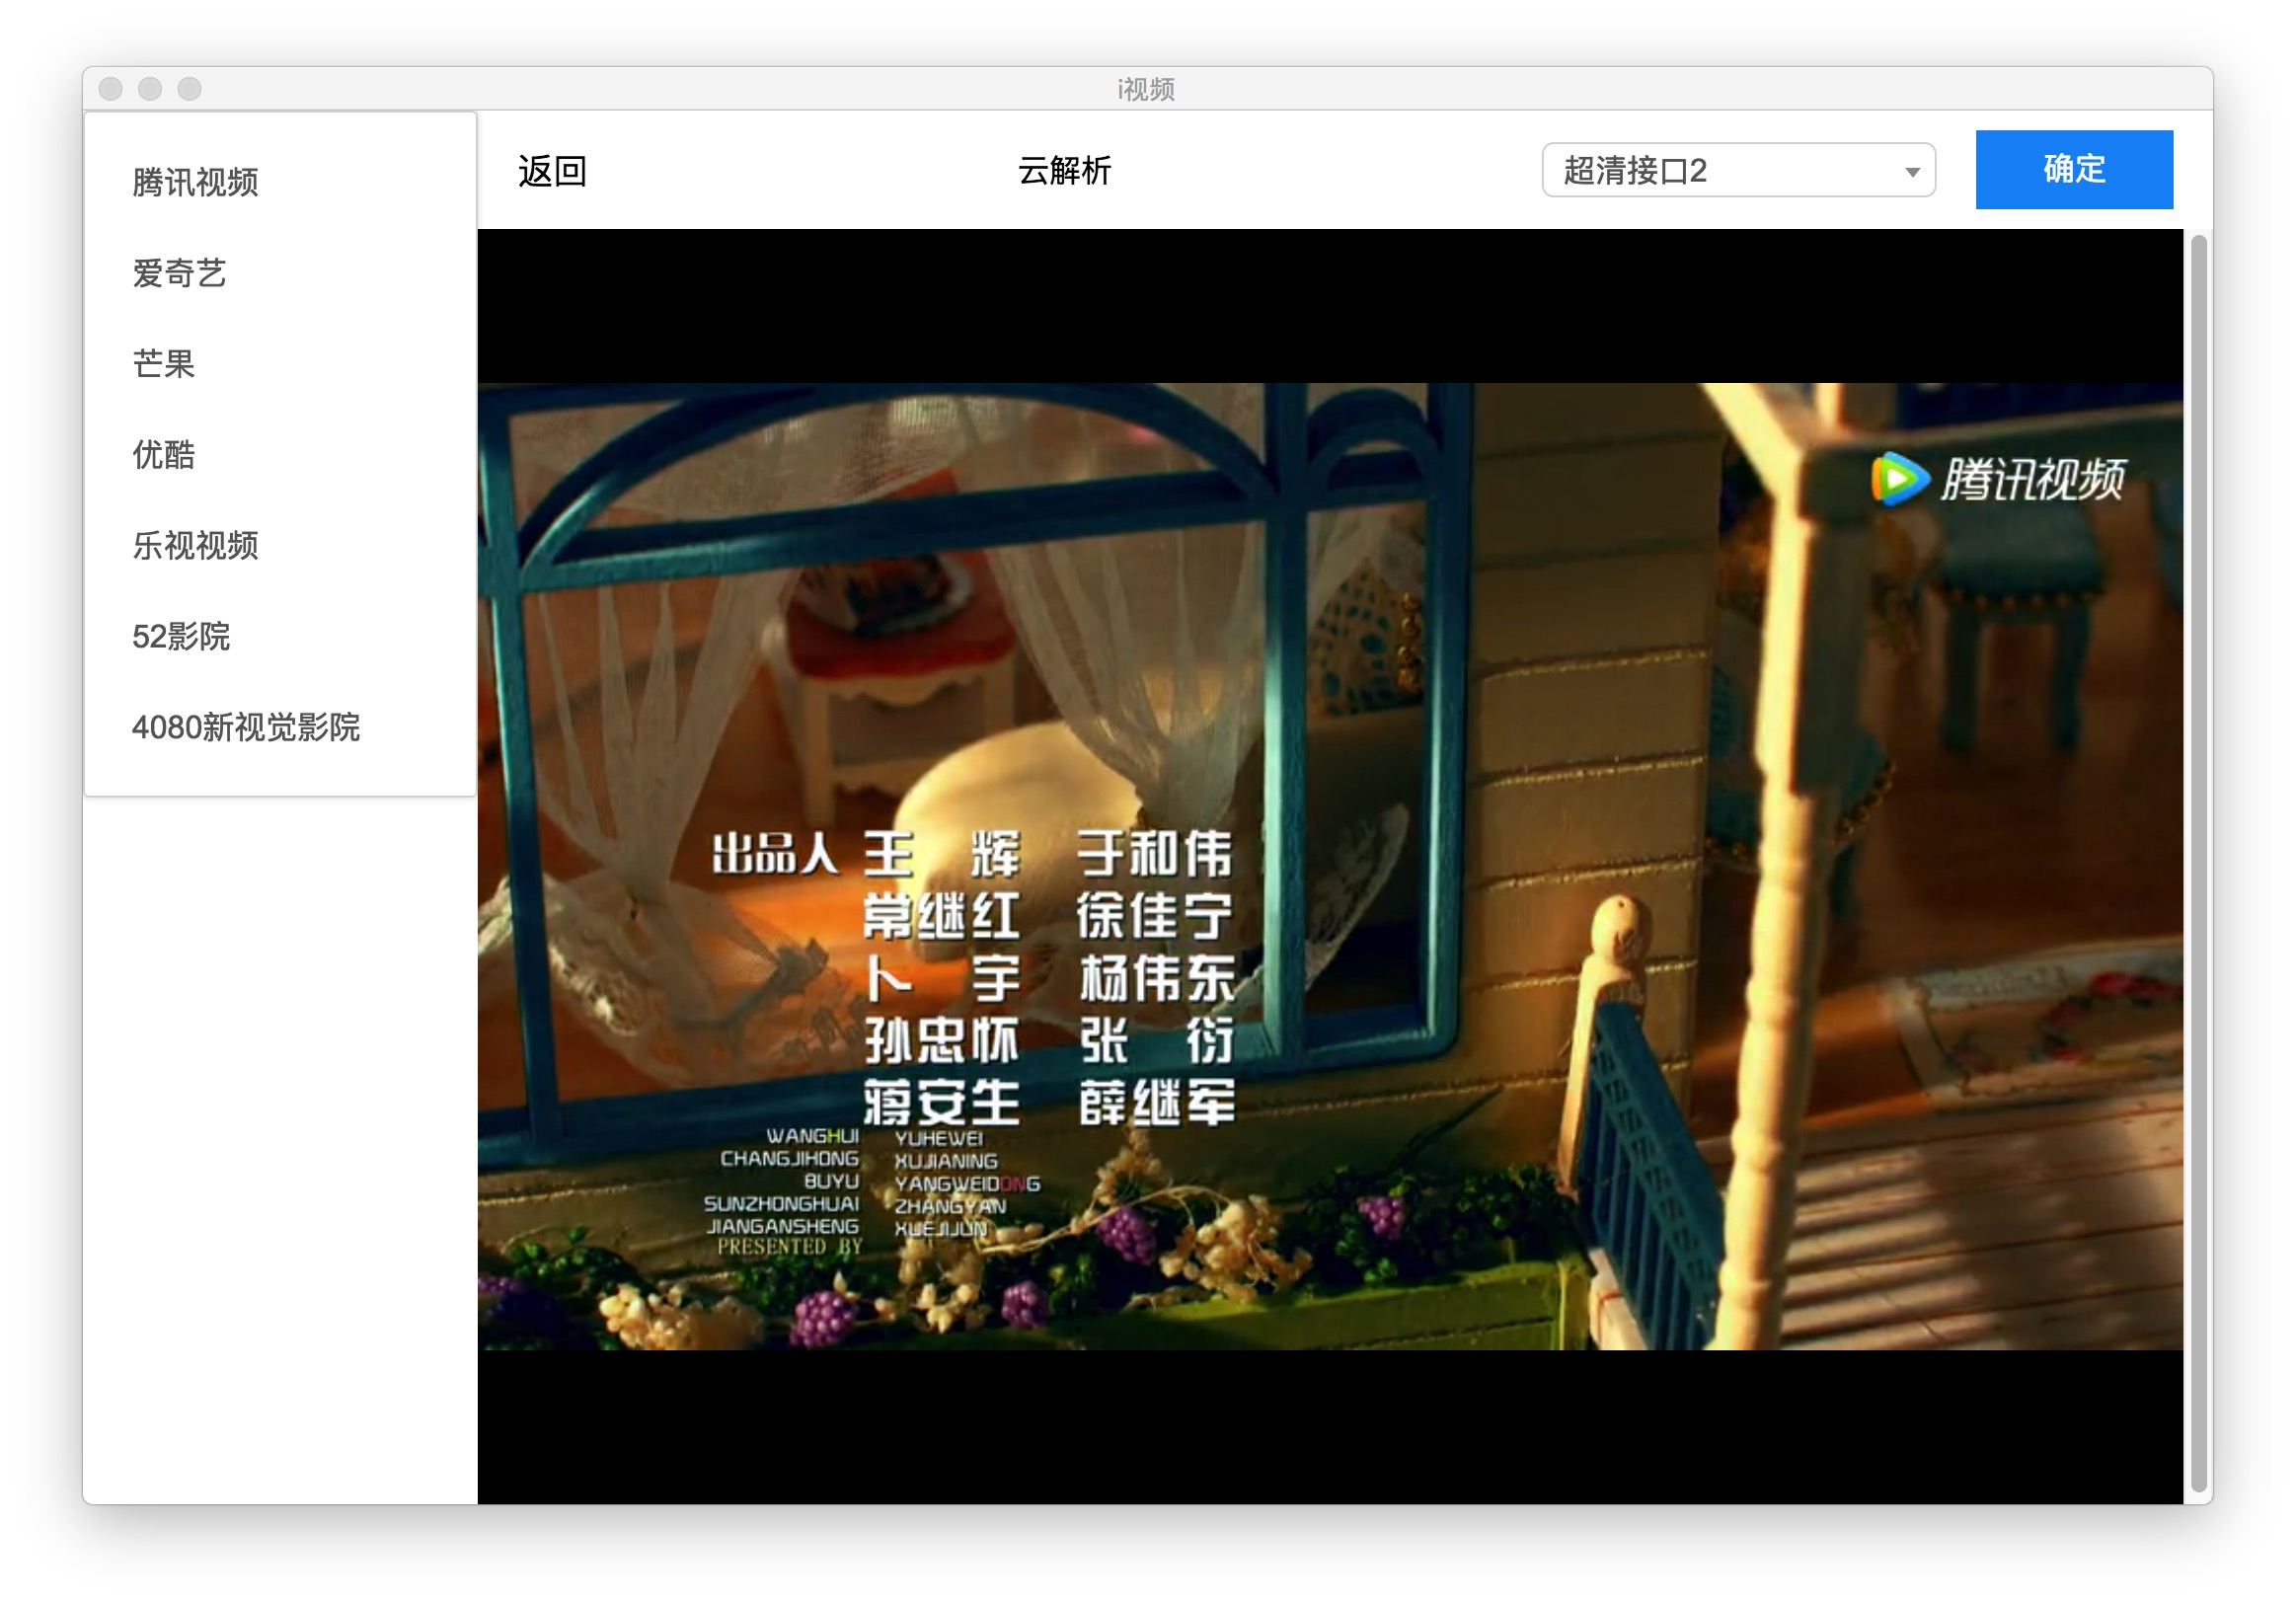 i视频
腾讯视频
爱奇艺
芒果
优酷
乐视视频
52影院
4080新视觉影院
返回
云解析
超清接口2
确定
腾讯视频
出品人 王 辉 于和伟
常继红 徐佳宁
卜 宇 杨伟东
孙忠怀 张 衍
蒋安生 薛继军
WANGHUI YUHEWEI
CHANGJIHONG XUJIANING
BUYU YANGWEIDONG
SUNZHONGHUAI ZHANGYAN
JIANGANSHENG XUEJIJUN
PRESENTED BY